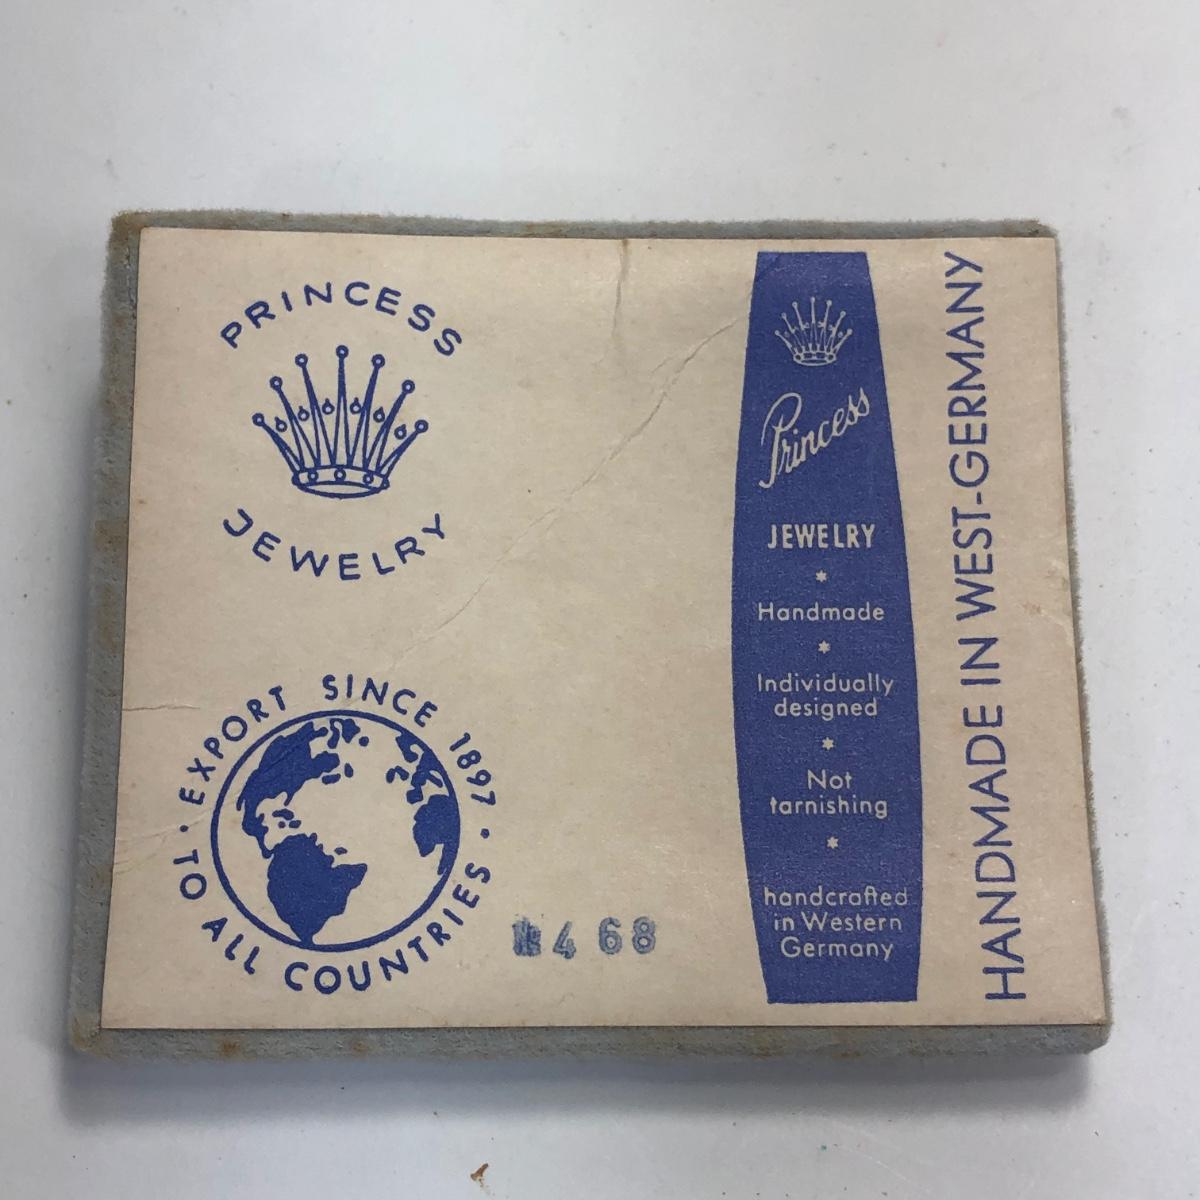 PRINCESS
JEWELRY
EXPORT SINCE 1897 · TO ALL COUNTRIES ·
№ 468
Princess
JEWELRY
Handmade
Individually
designed
Not
tarnishing
handcrafted
in Western
Germany
HANDMADE IN WEST-GERMANY